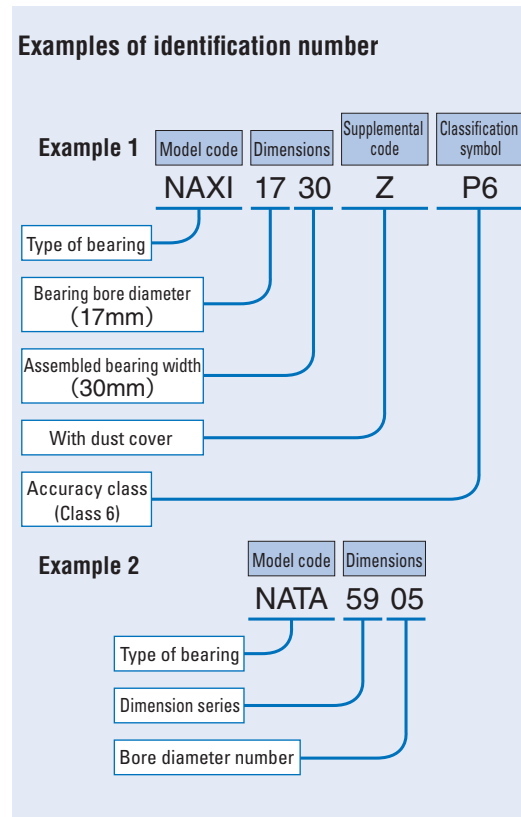 Examples of identification number
Example 1
Model code
Dimensions
Supplemental
code
Classification
symbol
NAXI 17 30 Z P6
Type of bearing
Bearing bore diameter
(17mm)
Assembled bearing width
(30mm)
With dust cover
Accuracy class
(Class 6)
Example 2
Model code
Dimensions
NATA 59 05
Type of bearing
Dimension series
Bore diameter number